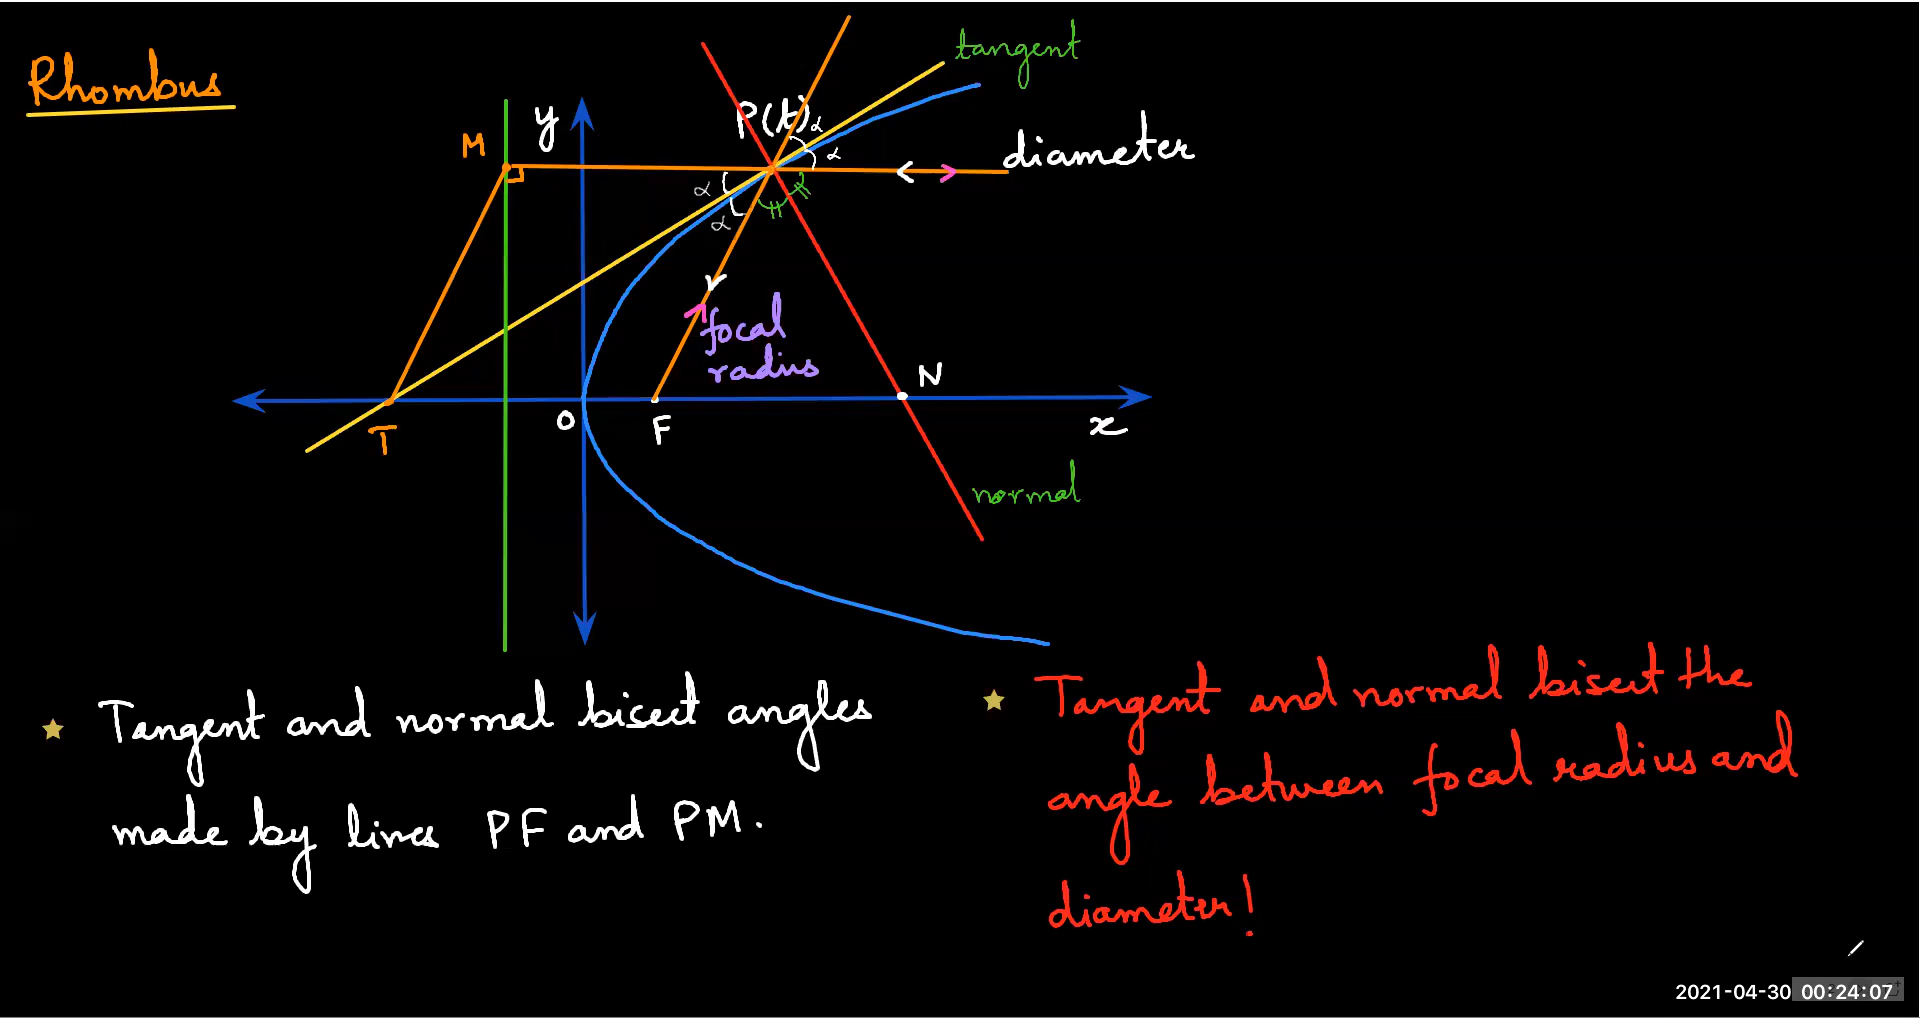 Rhombus
tangent
y
P(t)
α
M
α
diameter
α
α
focal
radius
N
O
F
x
T
normal
Tangent and normal bisect angles
made by lines PF and PM.
Tangent and normal bisect the
angle between focal radius and
diameter!
2021-04-30 00:24:07